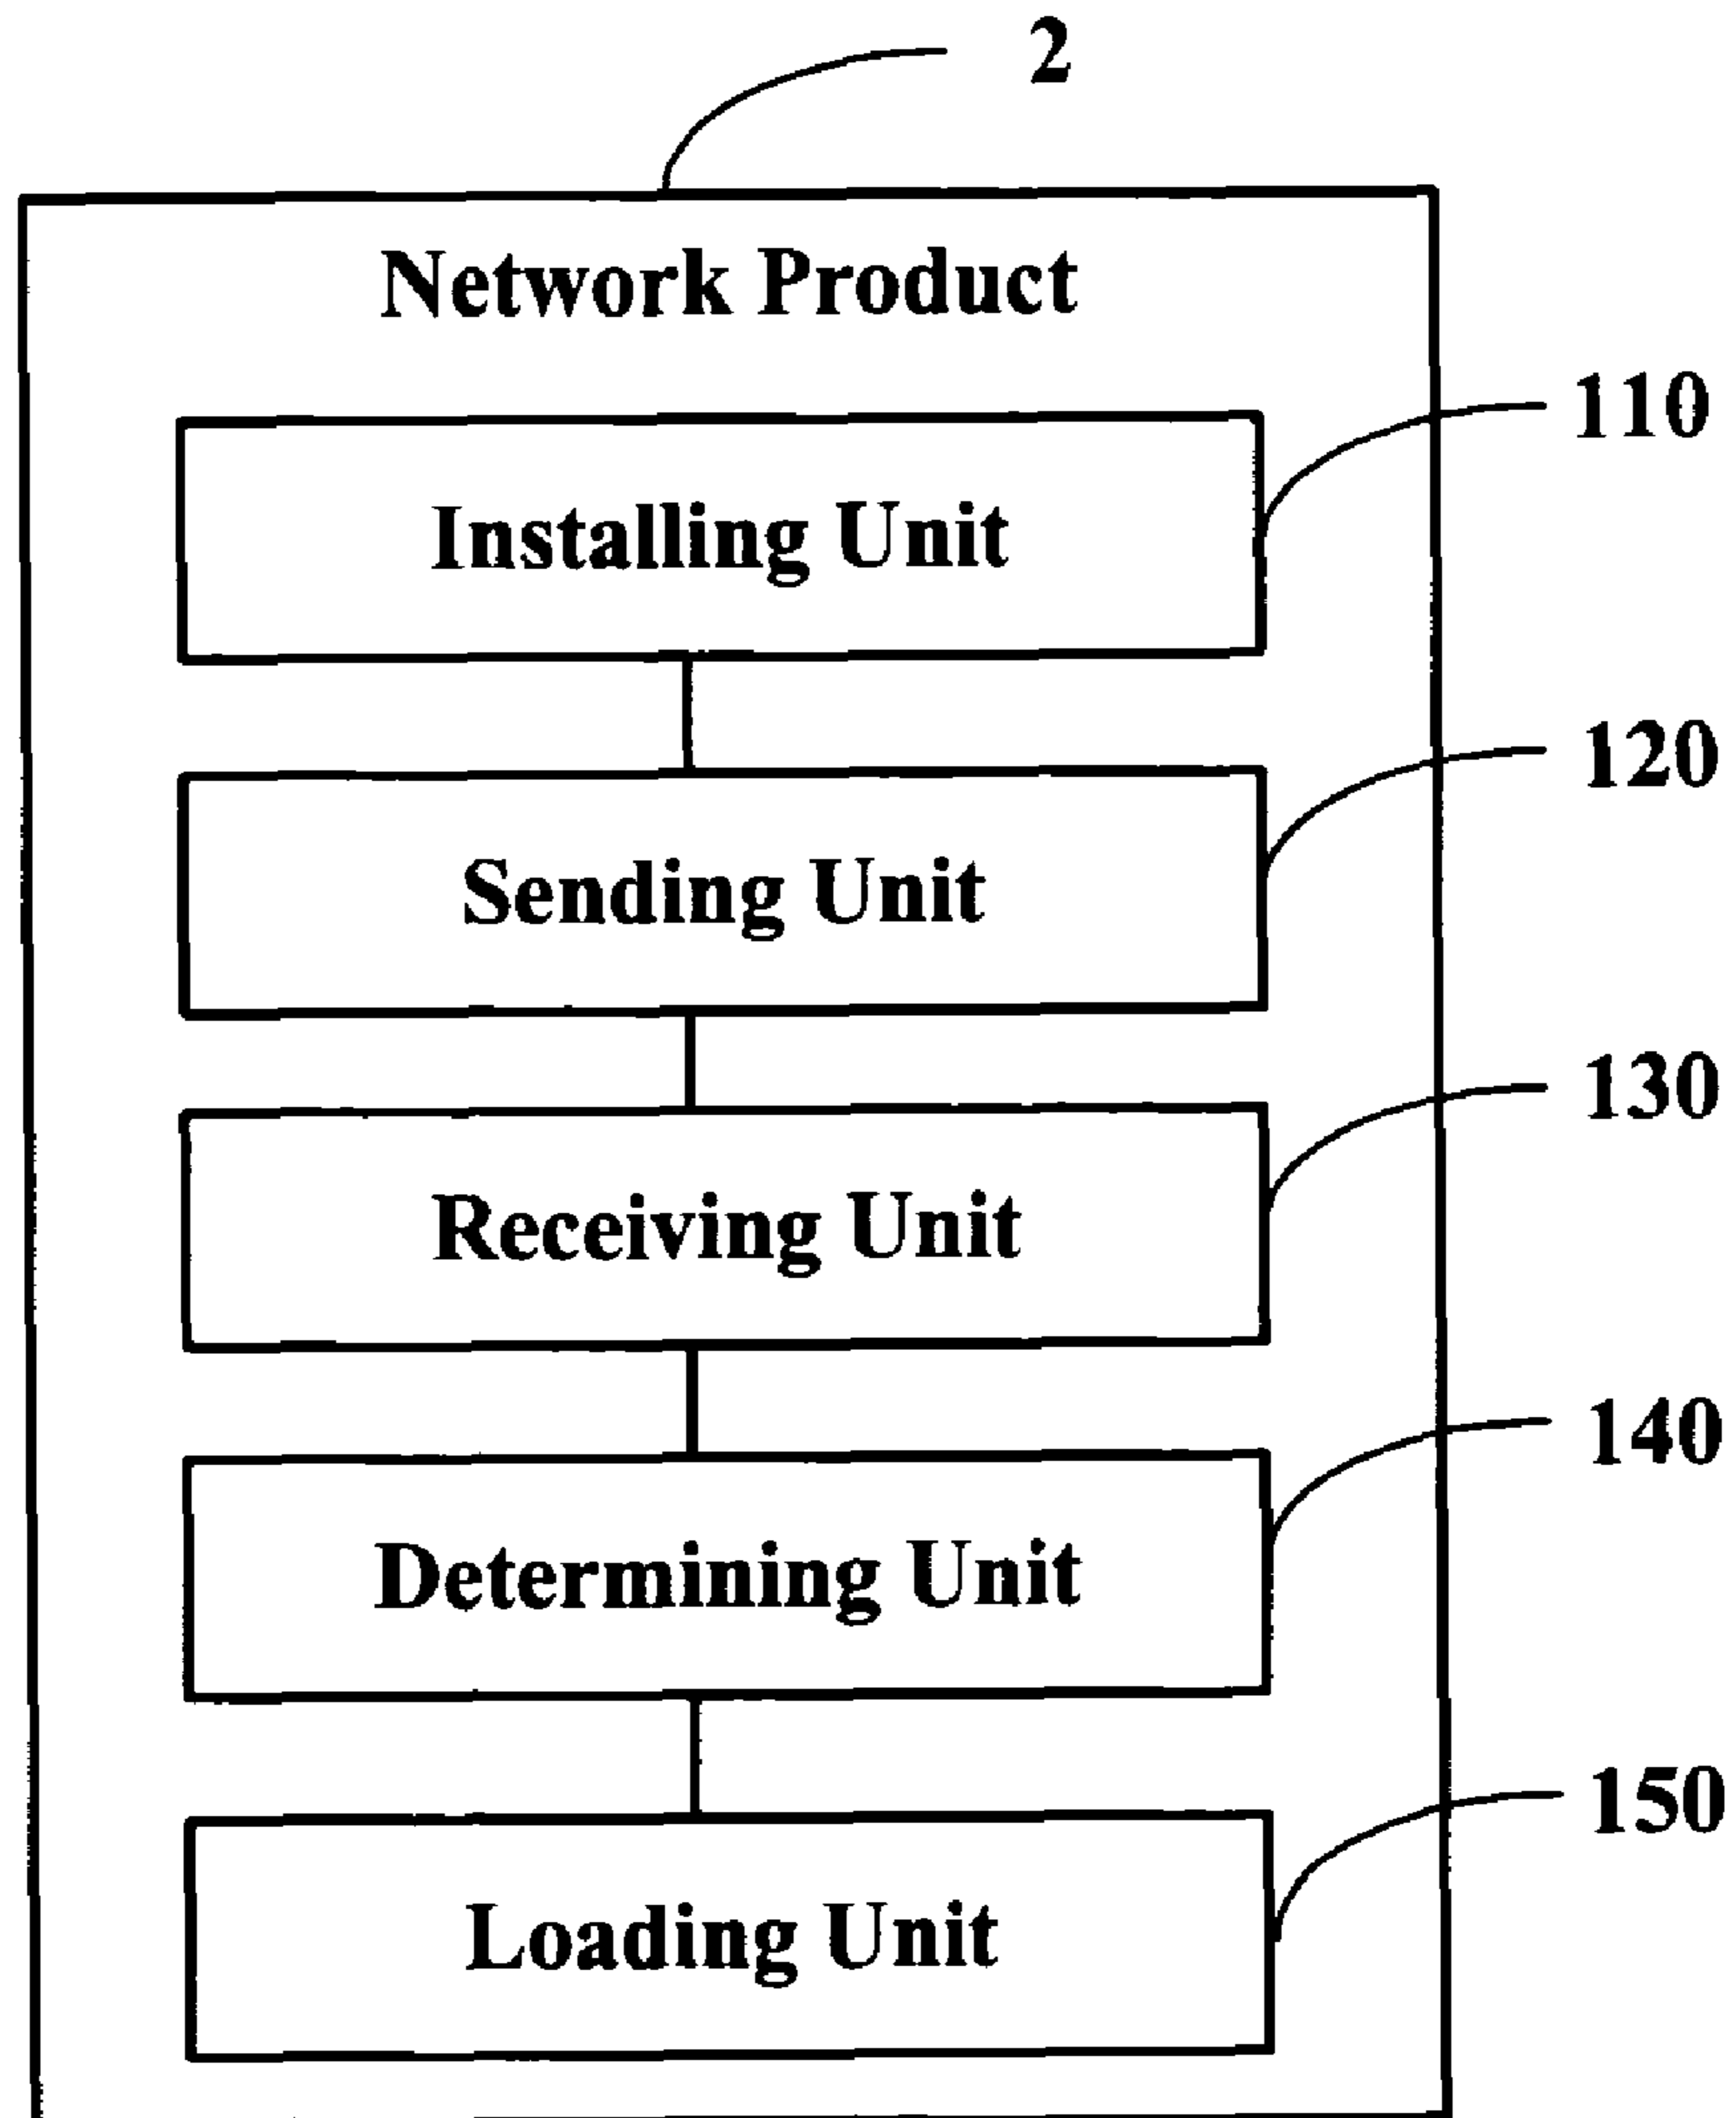 2
Network Product
110
Installing Unit
120
Sending Unit
130
Receiving Unit
140
Determining Unit
150
Loading Unit